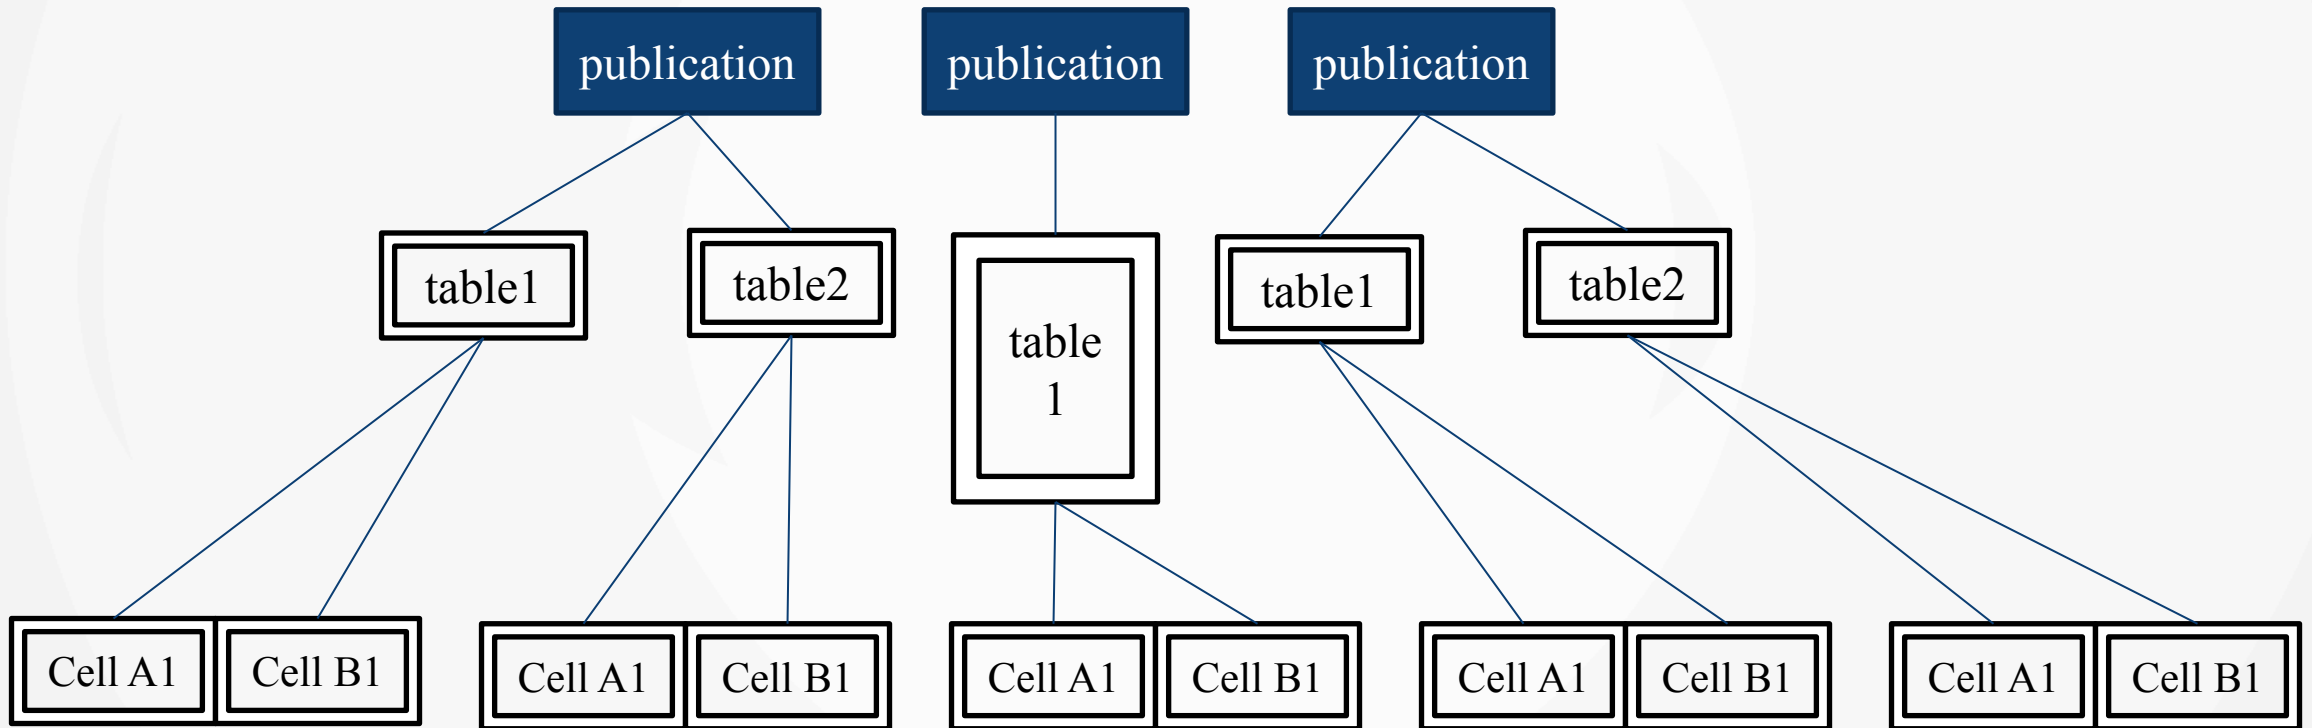 publication
publication
publication
table1
table2
table
1
table1
table2
Cell A1
Cell B1
Cell A1
Cell B1
Cell A1
Cell B1
Cell A1
Cell B1
Cell A1
Cell B1